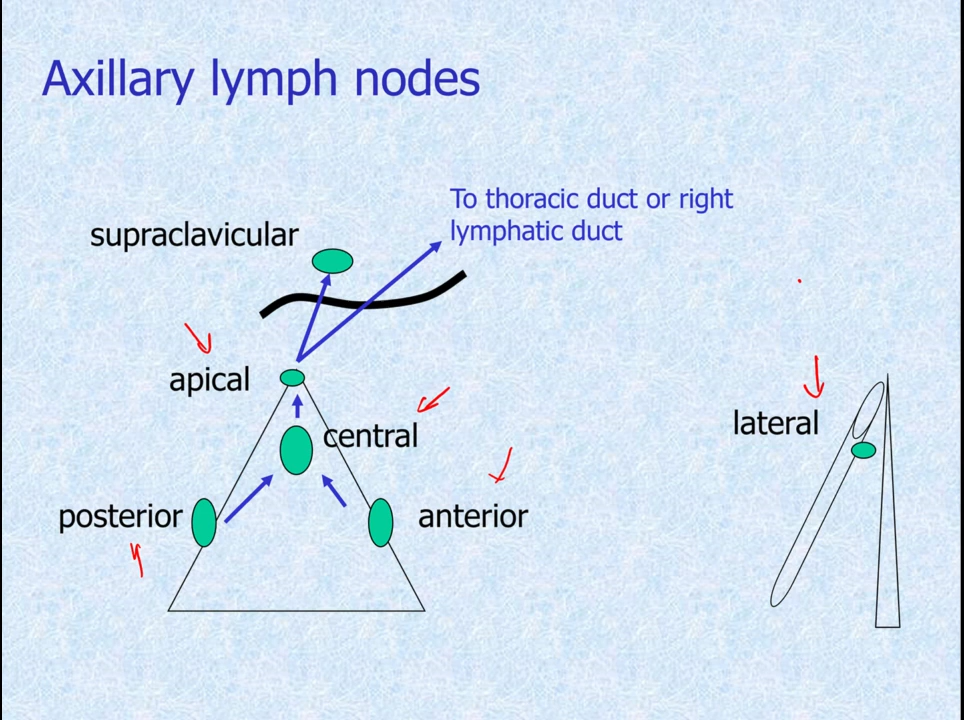 Axillary lymph nodes
To thoracic duct or right
lymphatic duct
supraclavicular
apical
central
lateral
posterior
anterior